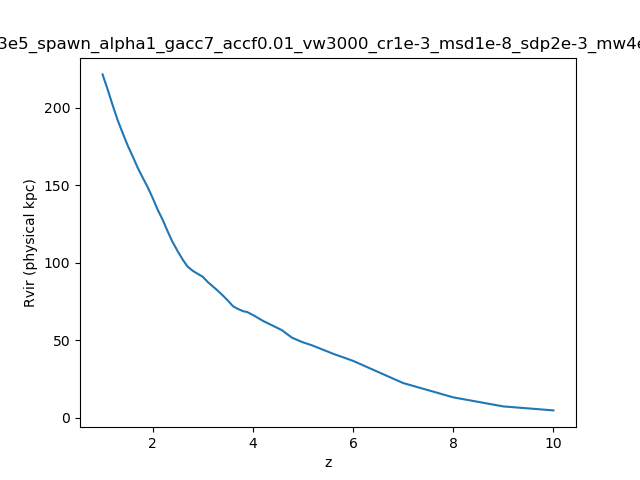 3e5_spawn_alpha1_gacc7_accf0.01_vw3000_cr1e-3_msd1e-8_sdp2e-3_mw4e
200
150
100
50
0
Rvir (physical kpc)
2 4 6 8 10
z